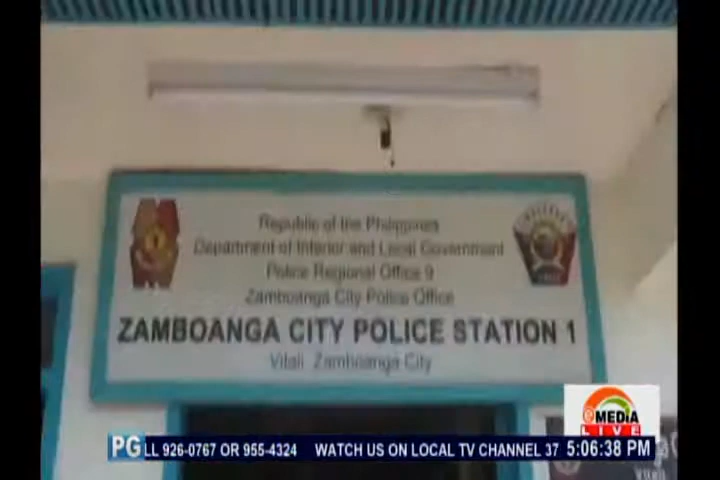 Republic of the Philippines
Department of Interior and Local Government
Police Regional Office 9
Zamboanga City Police Office
ZAMBOANGA CITY POLICE STATION 1
Vitali Zamboanga City
eMEDIA
LIVE
PG LL 926-0767 OR 955-4324 WATCH US ON LOCAL TV CHANNEL 37 5:06:38 PM